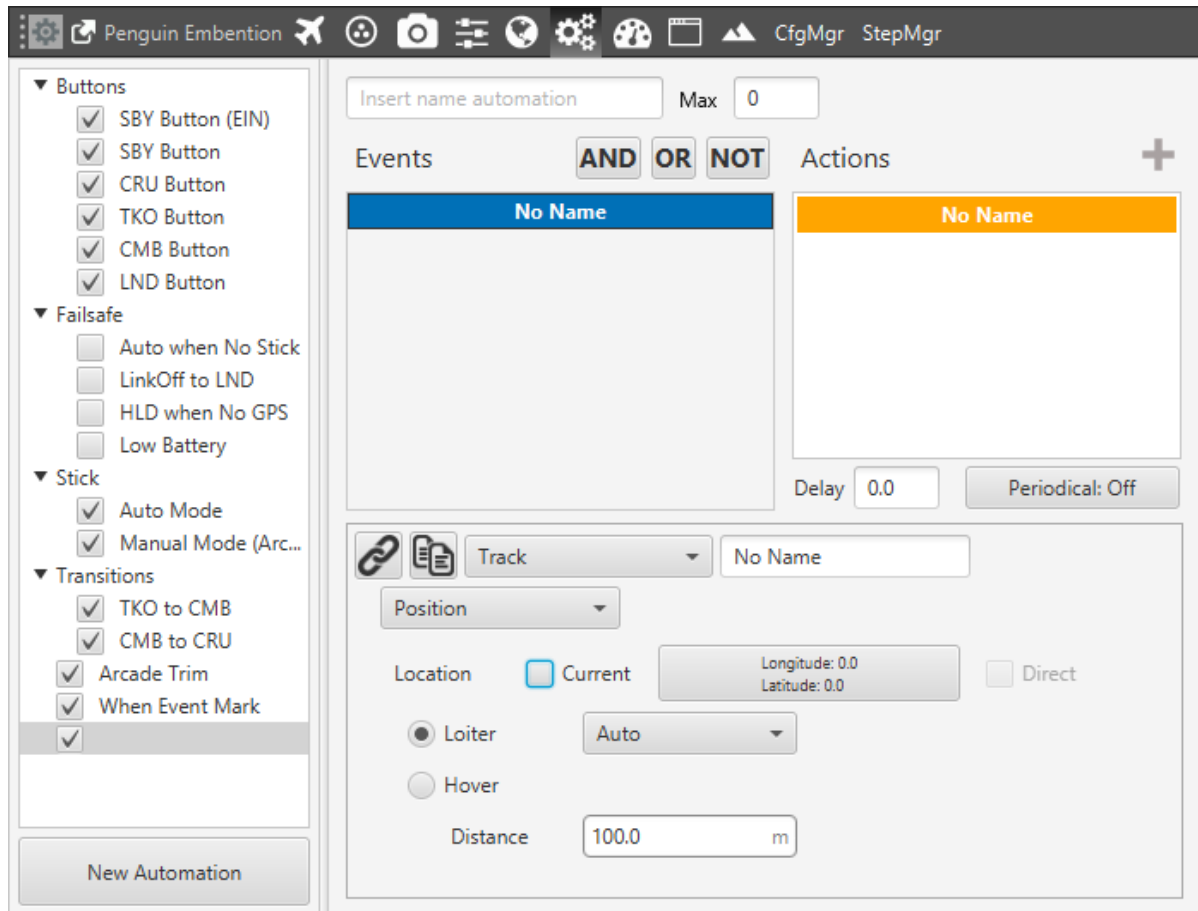 Penguin Embention CfgMgr StepMgr
Buttons
SBY Button (EIN)
SBY Button
CRU Button
TKO Button
CMB Button
LND Button
Failsafe
Auto when No Stick
LinkOff to LND
HLD when No GPS
Low Battery
Stick
Auto Mode
Manual Mode (Arc...
Transitions
TKO to CMB
CMB to CRU
Arcade Trim
When Event Mark
New Automation
Insert name automation Max 0
Events AND OR NOT Actions
No Name
No Name
Delay 0.0 Periodical: Off
Track No Name
Position
Location Current Longitude: 0.0
Latitude: 0.0 Direct
Loiter Auto
Hover
Distance 100.0 m